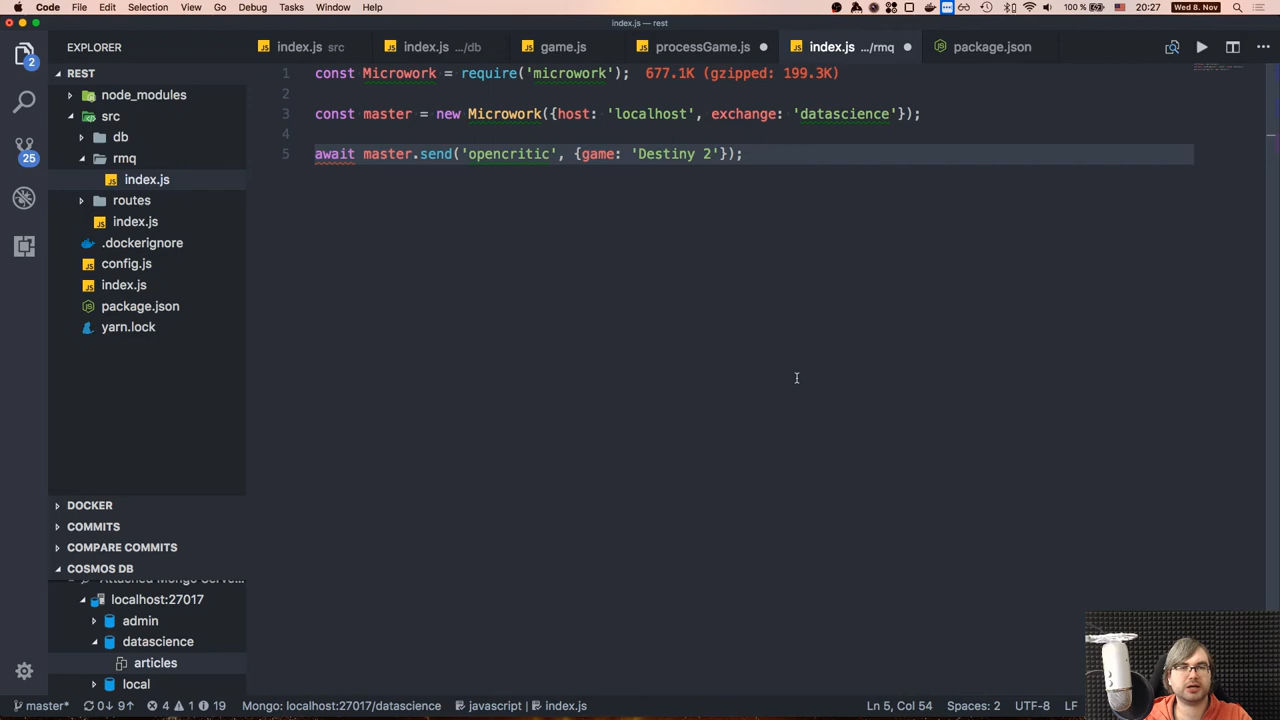 Code File Edit Selection View Go Debug Tasks Window Help 100 % Wed 8. Nov 20:27
index.js — rest
EXPLORER
index.js src
index.js .../db
game.js
processGame.js
index.js .../rmq
package.json
2
25
REST
node_modules
src
db
rmq
index.js
routes
index.js
.dockerignore
config.js
index.js
package.json
yarn.lock
DOCKER
COMMITS
COMPARE COMMITS
COSMOS DB
Attached Mongo Serve...
localhost:27017
admin
datascience
articles
local
1 const Microwork = require('microwork'); 677.1K (gzipped: 199.3K)
2
3 const master = new Microwork({host: 'localhost', exchange: 'datascience'});
4
5 await master.send('opencritic', {game: 'Destiny 2'});
master* 0↓ 9↑ 4 1 19 Mongo: localhost:27017/datascience javascript index.js Ln 5, Col 54 Spaces: 2 UTF-8 LF